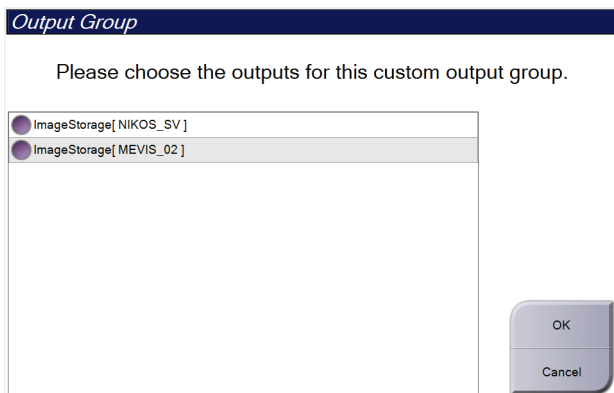 Output Group
Please choose the outputs for this custom output group.
ImageStorage[ NIKOS_SV ]
ImageStorage[ MEVIS_02 ]
OK
Cancel